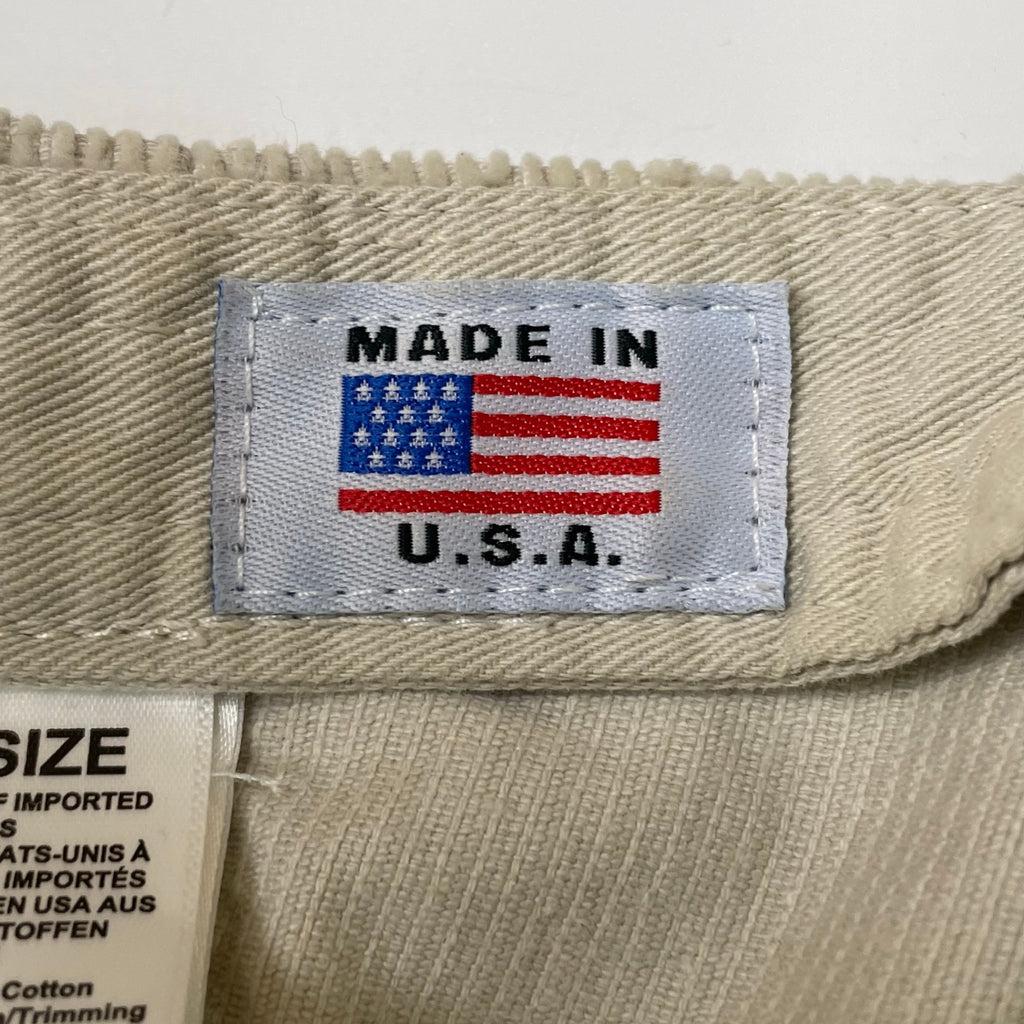 MADE IN
U.S.A.
SIZE
F IMPORTED
S
ATS-UNIS À
IMPORTÉS
EN USA AUS
TOFFEN
Cotton
/Trimming